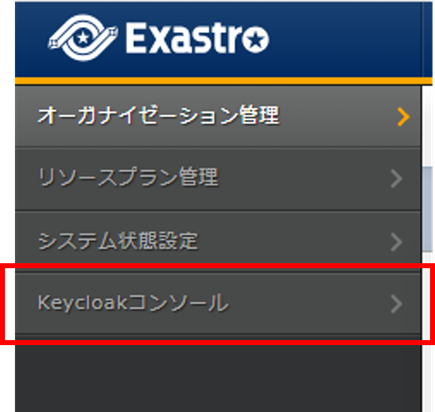 Exastro
オーガナイゼーション管理
リソースプラン管理
システム状態設定
Keycloakコンソール